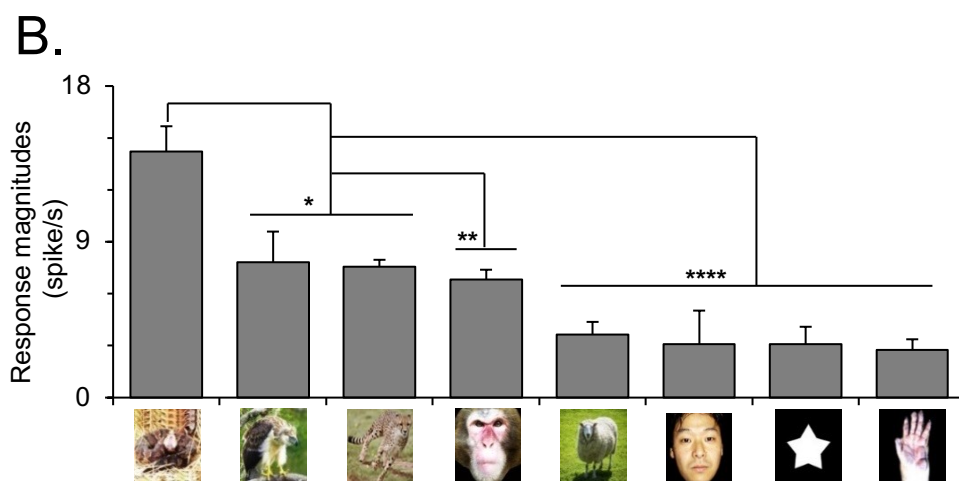 B.
18
9
0
Response magnitudes
(spike/s)
*
**
****